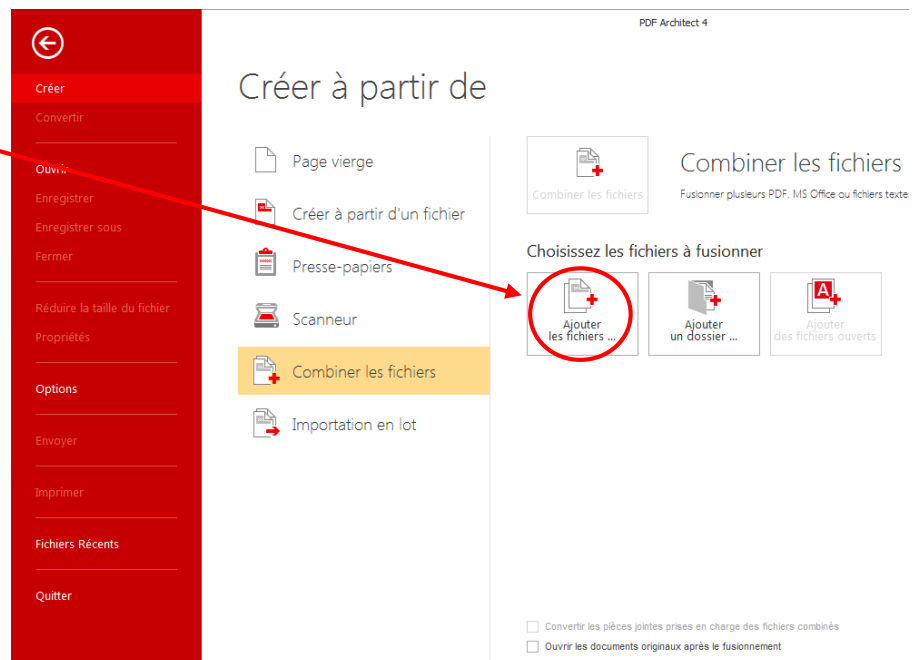 PDF Architect 4
Créer
Convertir
Ouvrir
Enregistrer
Enregistrer sous
Fermer
Réduire la taille du fichier
Propriétés
Options
Envoyer
Imprimer
Fichiers Récents
Quitter
Créer à partir de
Page vierge
Créer à partir d'un fichier
Presse-papiers
Scanneur
Combiner les fichiers
Importation en lot
Combiner les fichiers
Combiner les fichiers
Fusionner plusieurs PDF, MS Office ou fichiers texte
Choisissez les fichiers à fusionner
Ajouter
les fichiers ...
Ajouter
un dossier ...
A
Ajouter
des fichiers ouverts
Convertir les pièces jointes prises en charge des fichiers combinés
Ouvrir les documents originaux après le fusionnement